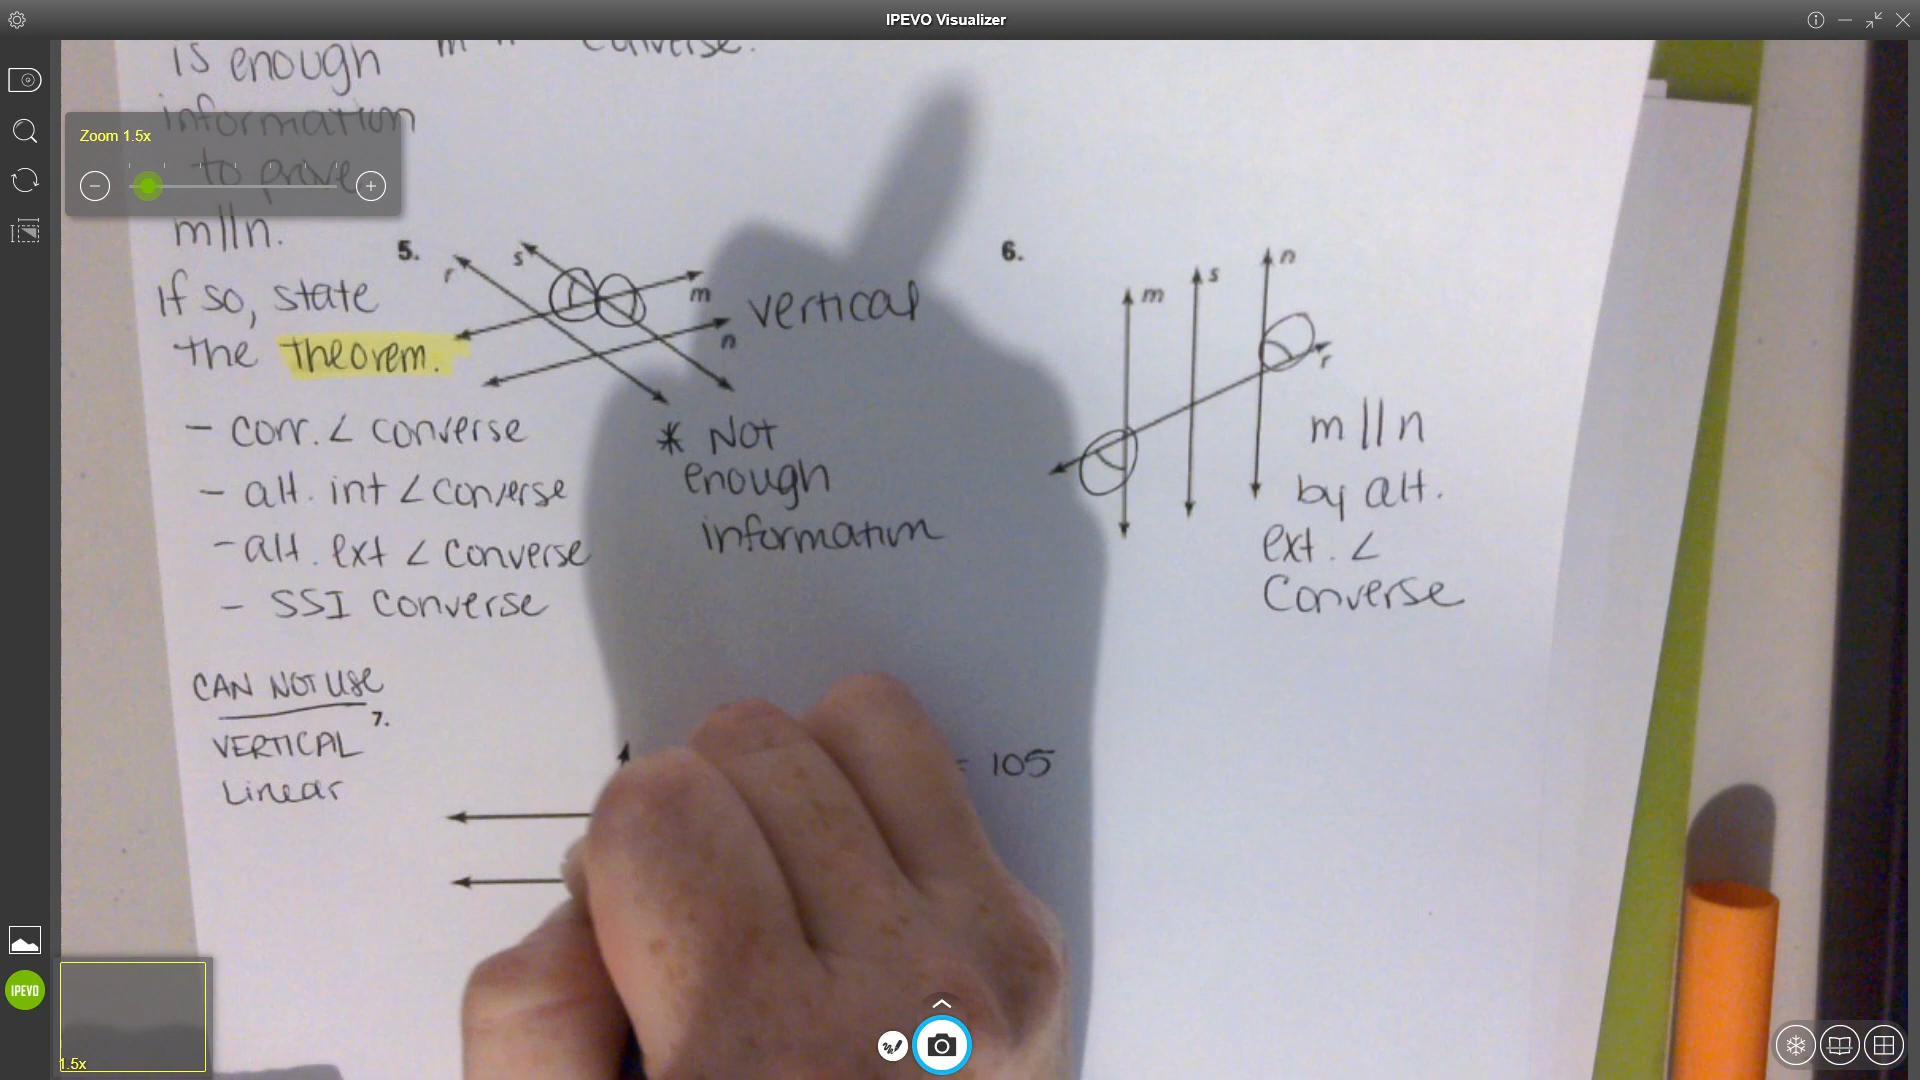 IPEVO Visualizer
is enough m n converse.
information
Zoom 1.5x
to prove
m||n.
5.
r
s
m
n
vertical
6.
m
s
n
r
If so, state
the theorem.
m||n
by alt.
ext. ∠
Converse
- corr. ∠ converse
- alt. int ∠ converse
- alt. ext ∠ converse
- SSI converse
* Not
enough
information
CAN NOT USE
7.
VERTICAL
Linear
= 105
IPEVO
1.5x